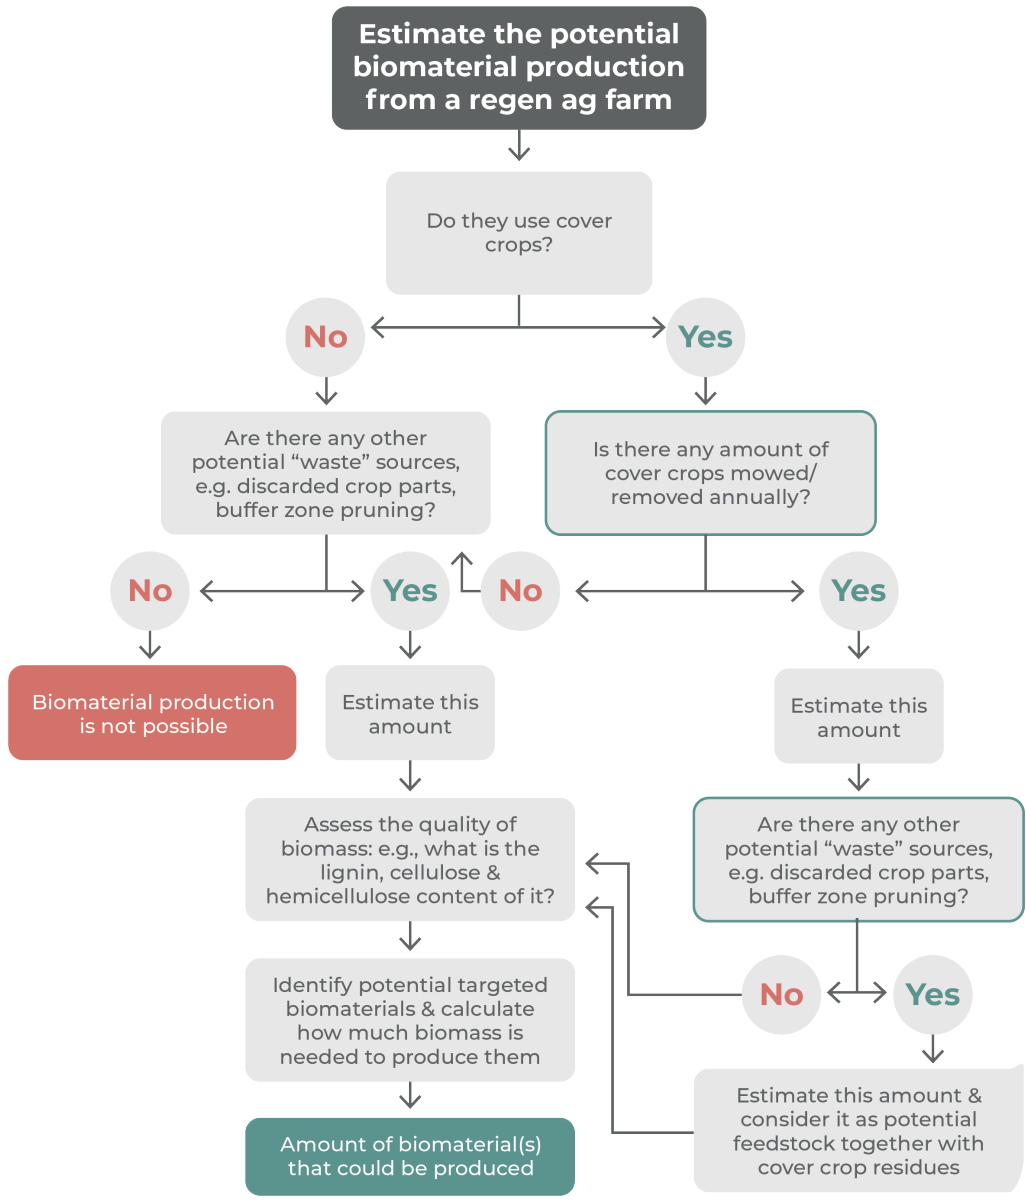 Estimate the potential
biomaterial production
from a regen ag farm
Do they use cover
crops?
No
Yes
Are there any other
potential “waste” sources,
e.g. discarded crop parts,
buffer zone pruning?
Is there any amount of
cover crops mowed/
removed annually?
No
Yes
No
Yes
Biomaterial production
is not possible
Estimate this
amount
Estimate this
amount
Assess the quality of
biomass: e.g., what is the
lignin, cellulose &
hemicellulose content of it?
Are there any other
potential “waste” sources,
e.g. discarded crop parts,
buffer zone pruning?
No
Yes
Identify potential targeted
biomaterials & calculate
how much biomass is
needed to produce them
Estimate this amount &
consider it as potential
feedstock together with
cover crop residues
Amount of biomaterial(s)
that could be produced